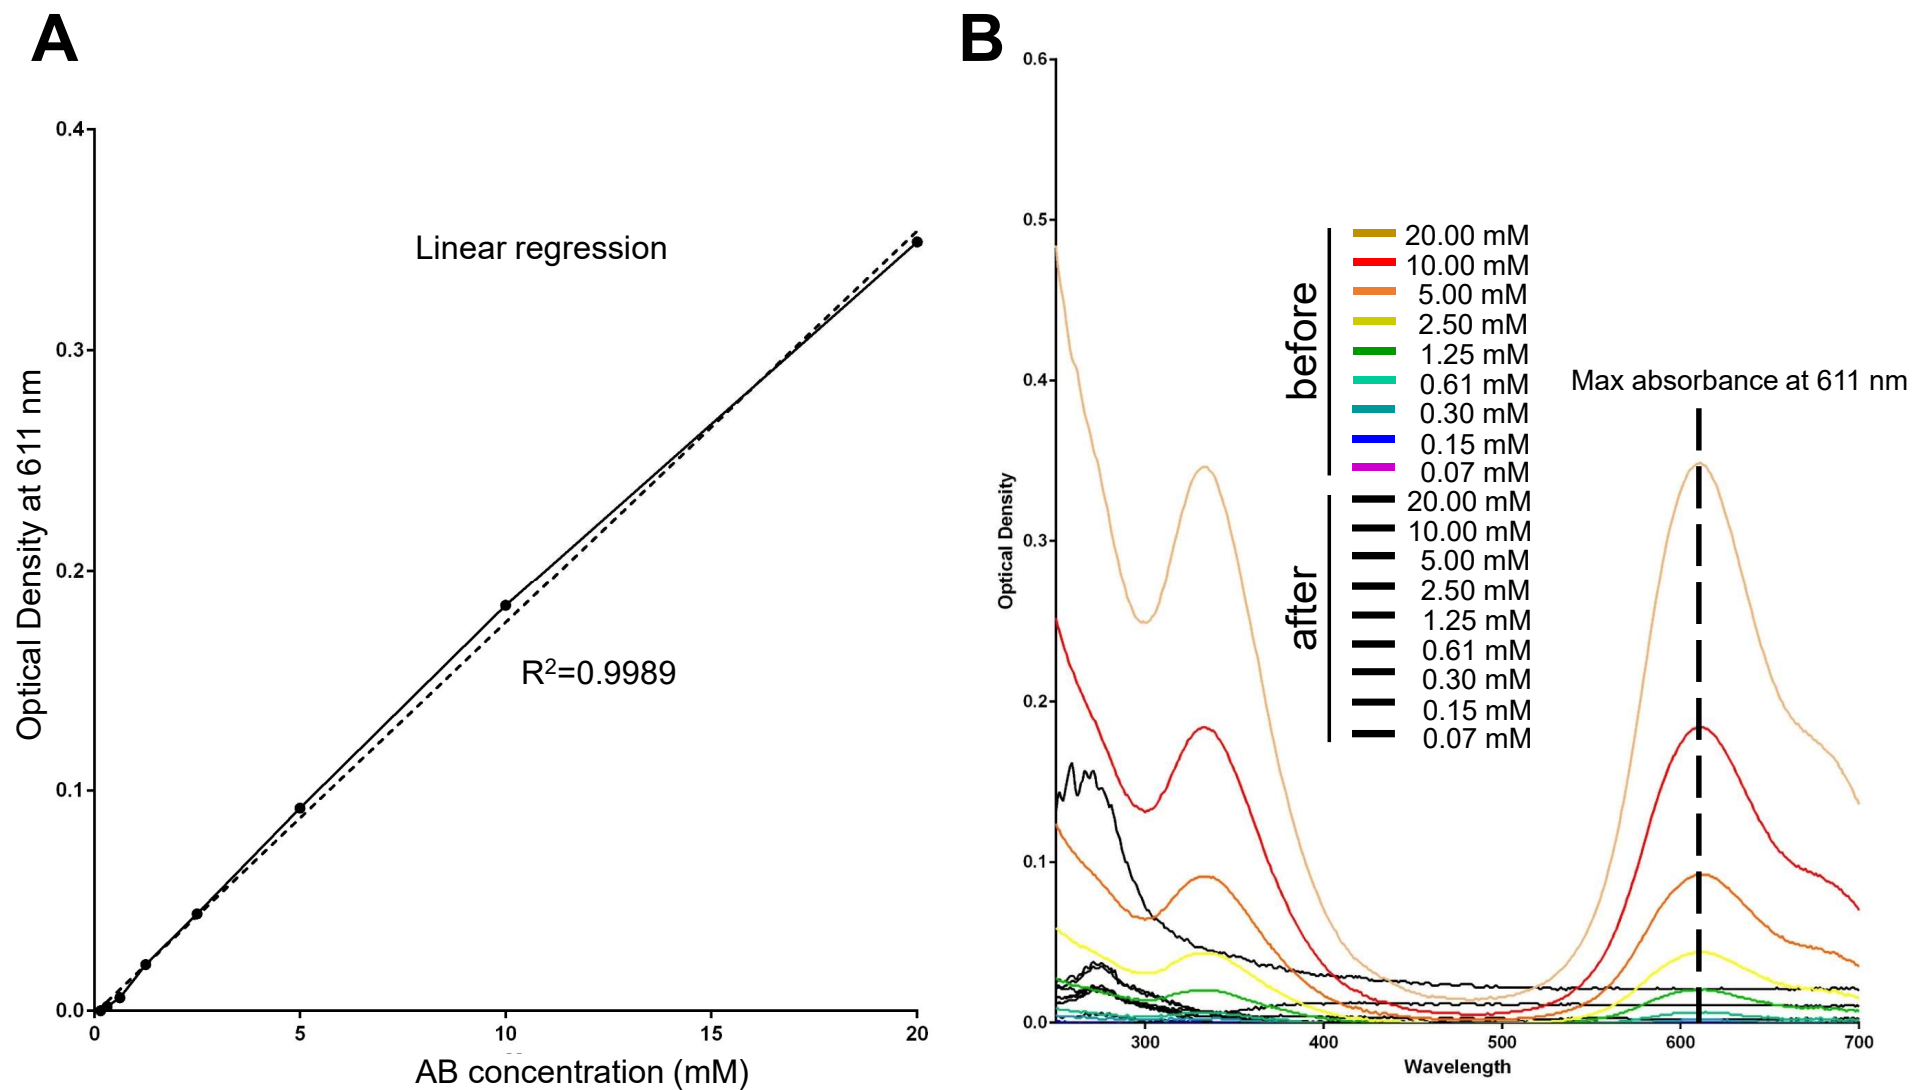 A
0.4
0.3
0.2
0.1
0.0
Optical Density at 611 nm
Linear regression
R²=0.9989
0
5
10
15
20
AB concentration (mM)
B
0.6
0.5
0.4
0.3
0.2
0.1
0.0
Optical Density
before
20.00 mM
10.00 mM
5.00 mM
2.50 mM
1.25 mM
0.61 mM
0.30 mM
0.15 mM
0.07 mM
after
20.00 mM
10.00 mM
5.00 mM
2.50 mM
1.25 mM
0.61 mM
0.30 mM
0.15 mM
0.07 mM
Max absorbance at 611 nm
300
400
500
600
700
Wavelength